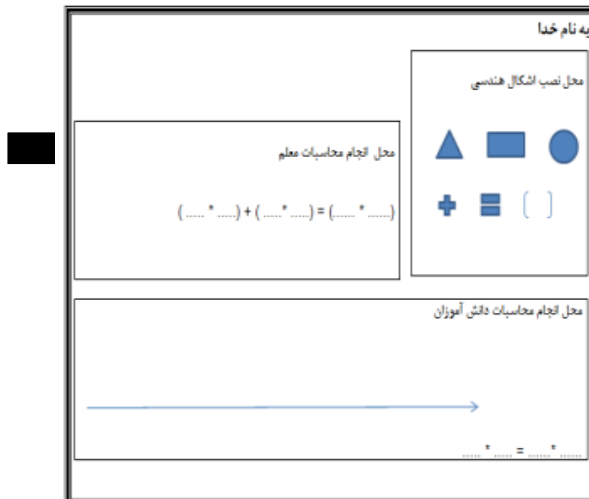 به نام خدا
محل نصب اشکال هندسی
محل انجام محاسبات معلم
( ..... * .....) + ( .....* .....) = (...... * ......)
محل انجام محاسبات دانش آموزان
..... * ..... = ......* ......